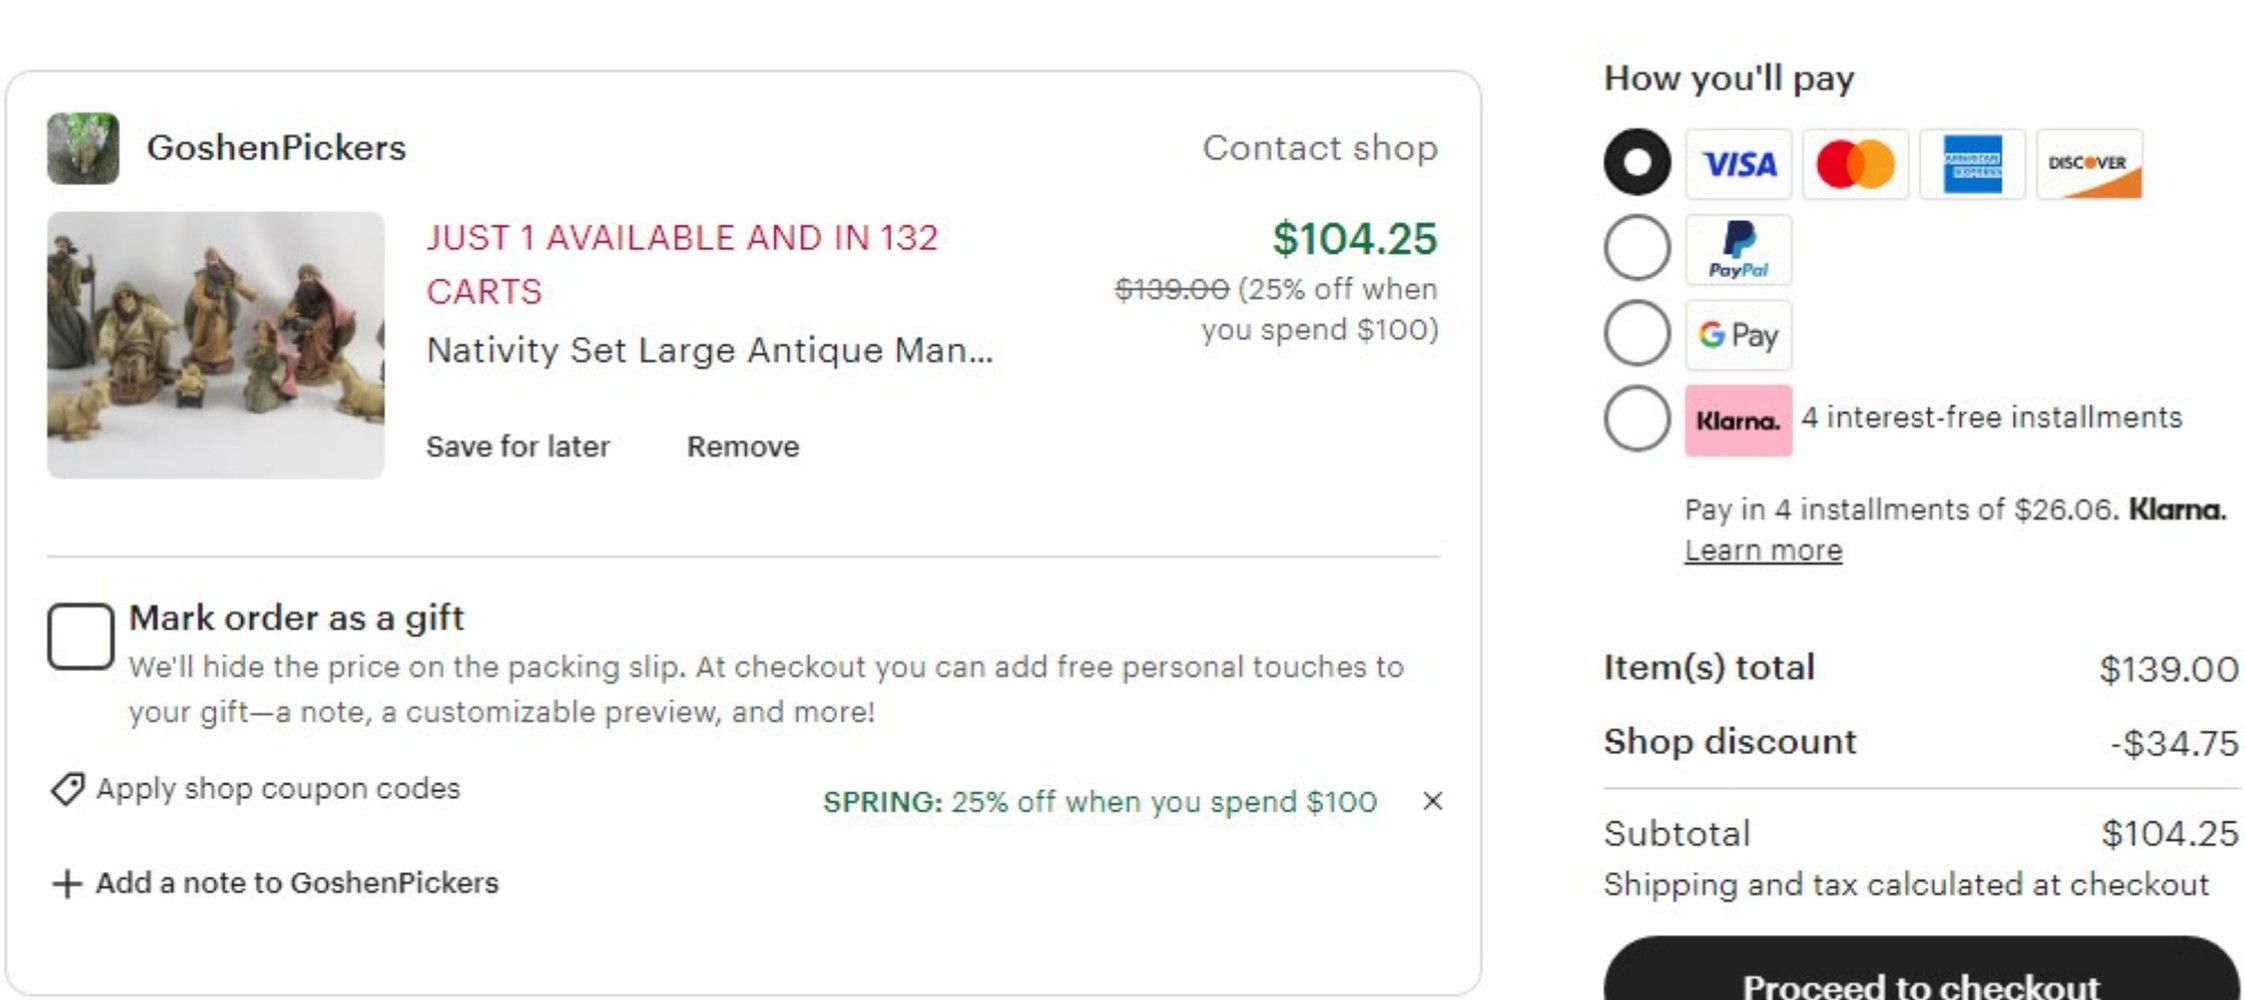 GoshenPickers
Contact shop
JUST 1 AVAILABLE AND IN 132
CARTS
Nativity Set Large Antique Man...
Save for later
Remove
$104.25
$139.00 (25% off when
you spend $100)
Mark order as a gift
We'll hide the price on the packing slip. At checkout you can add free personal touches to
your gift—a note, a customizable preview, and more!
Apply shop coupon codes
SPRING: 25% off when you spend $100
Add a note to GoshenPickers
How you'll pay
VISA
AMERICAN
EXPRESS
DISCOVER
PayPal
G Pay
Klarna.
4 interest-free installments
Pay in 4 installments of $26.06. Klarna.
Learn more
Item(s) total $139.00
Shop discount -$34.75
Subtotal $104.25
Shipping and tax calculated at checkout
Proceed to checkout